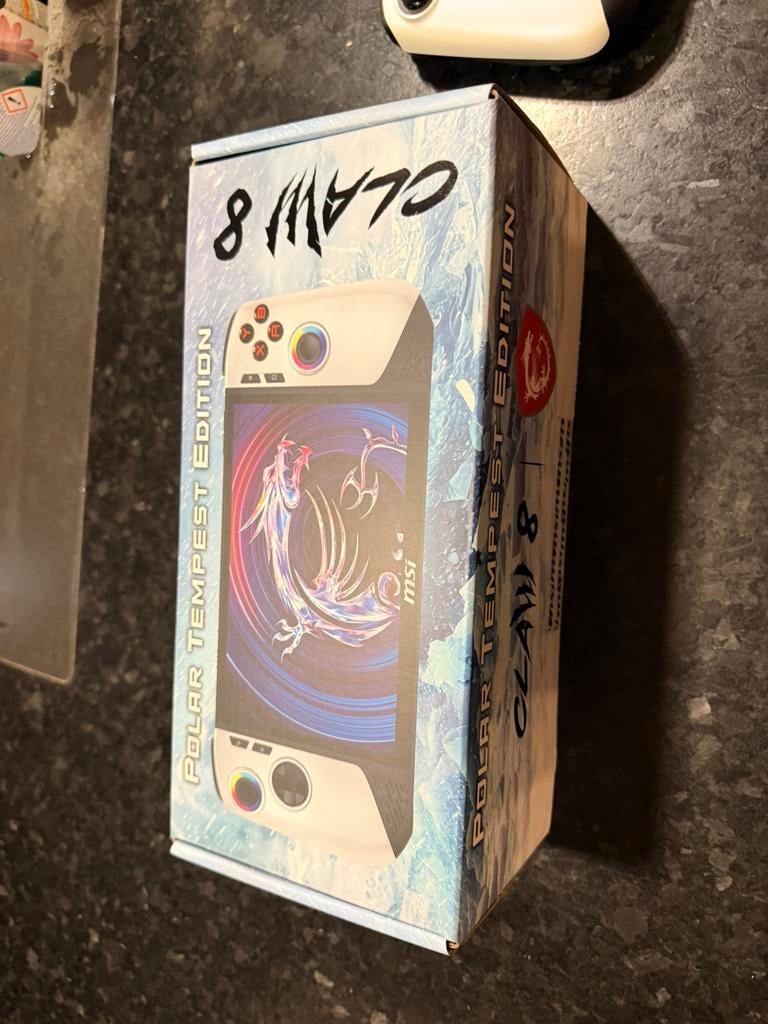 CLAW 8
POLAR TEMPEST EDITION
Y
B
X
A
msi
POLAR TEMPEST EDITION
CLAW 8